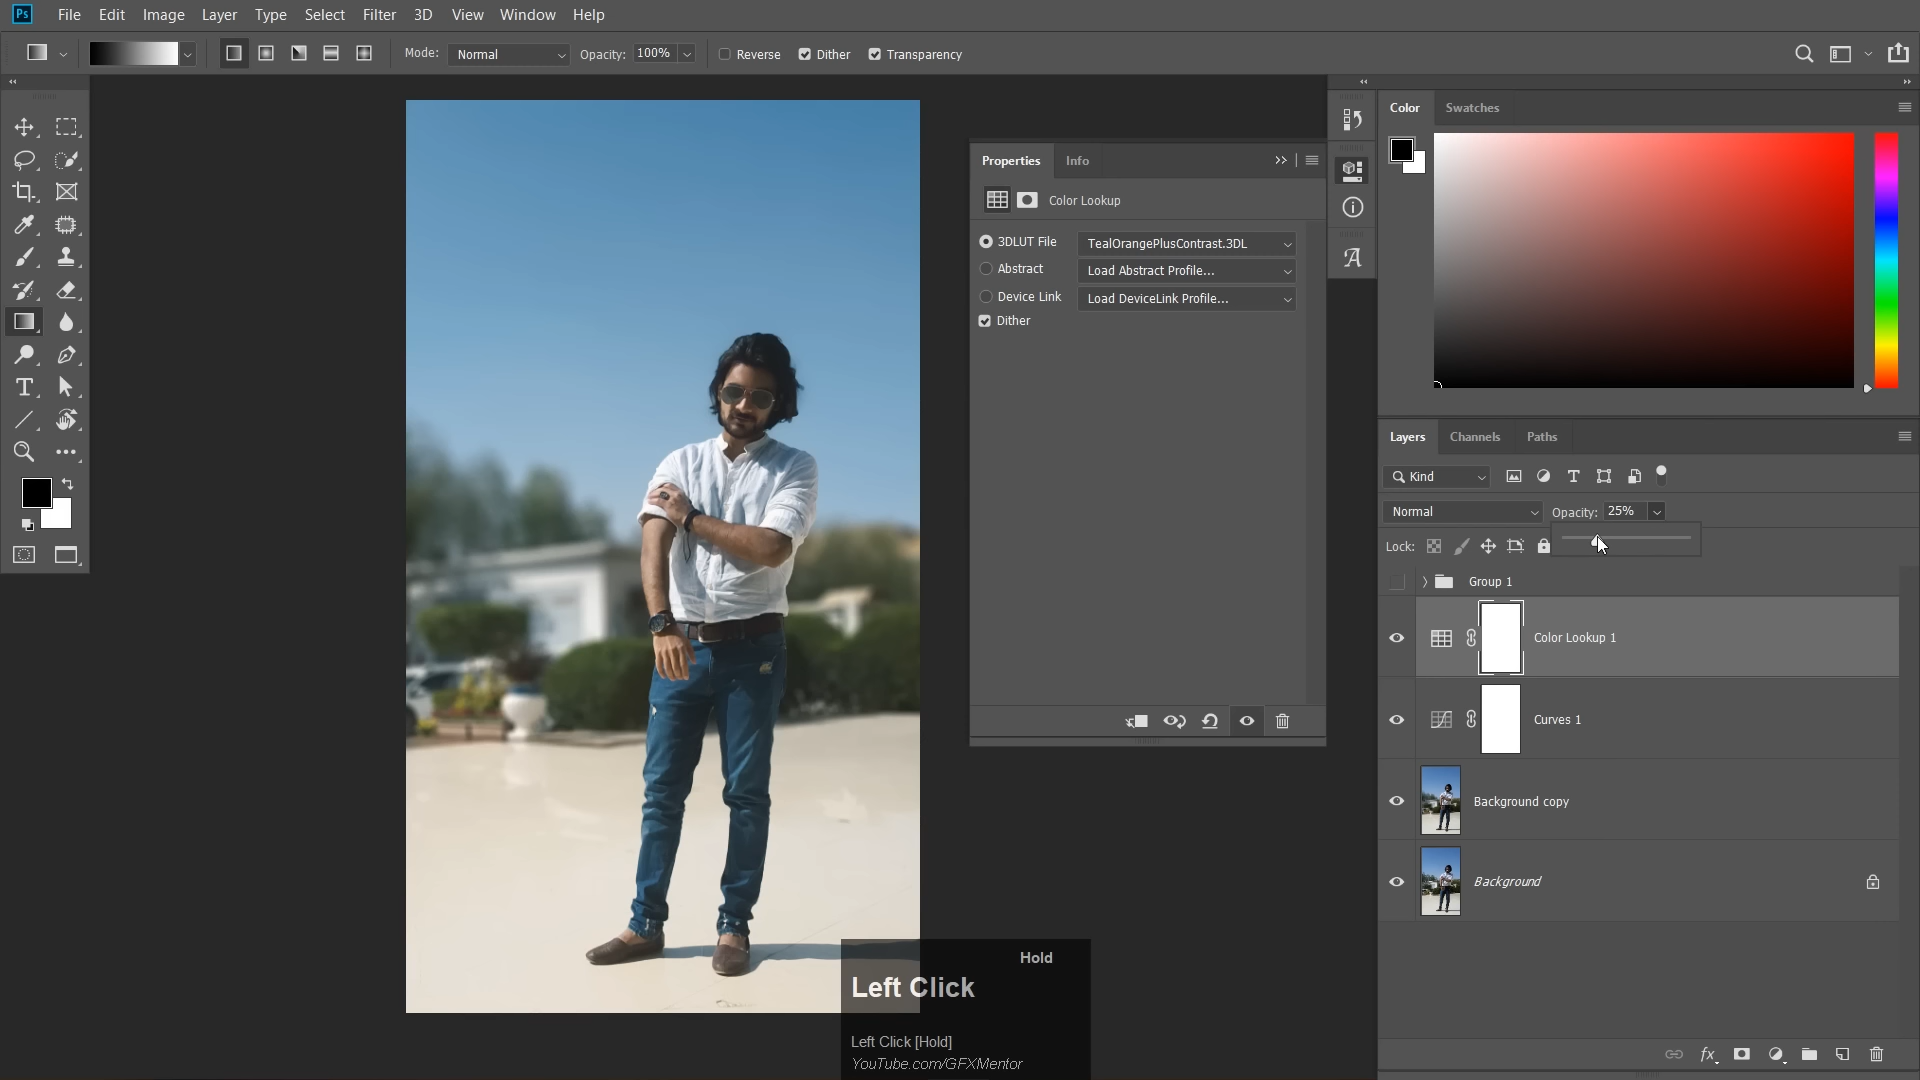 Ps File Edit Image Layer Type Select Filter 3D View Window Help
Mode: Normal Opacity: 100% Reverse Dither Transparency
Color Swatches
Properties Info
Color Lookup
3DLUT File TealOrangePlusContrast.3DL
Abstract Load Abstract Profile...
Device Link Load DeviceLink Profile...
Dither
Layers Channels Paths
Kind
Normal Opacity: 25%
Lock:
Group 1
Color Lookup 1
Curves 1
Background copy
Background
fx
Hold
Left Click
Left Click [Hold]
YouTube.com/GFXMentor